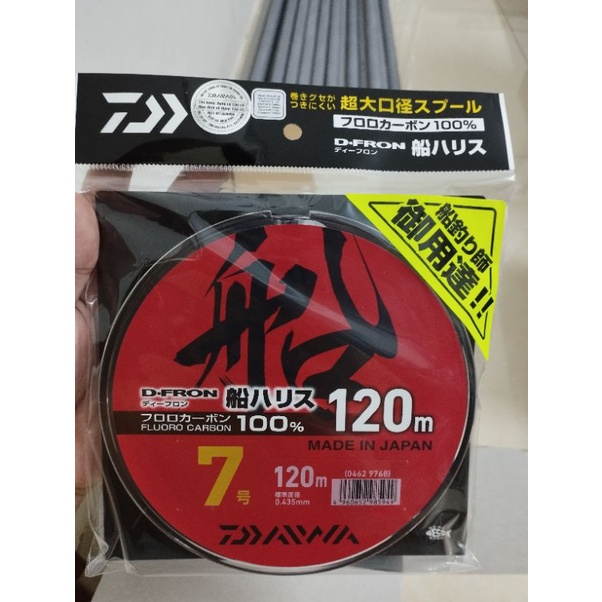 DAIWA
巻きグセが
つきにくい 超大口径スプール
フロロカーボン100%
D-FRON
ディーフロン
船ハリス
船釣り師
御用達!!
船
D-FRON
ディーフロン
船ハリス
フロロカーボン
FLUORO CARBON
100%
120m
MADE IN JAPAN
7号
120m
標準直径
0.435mm
(0462 9768)
DAIWA